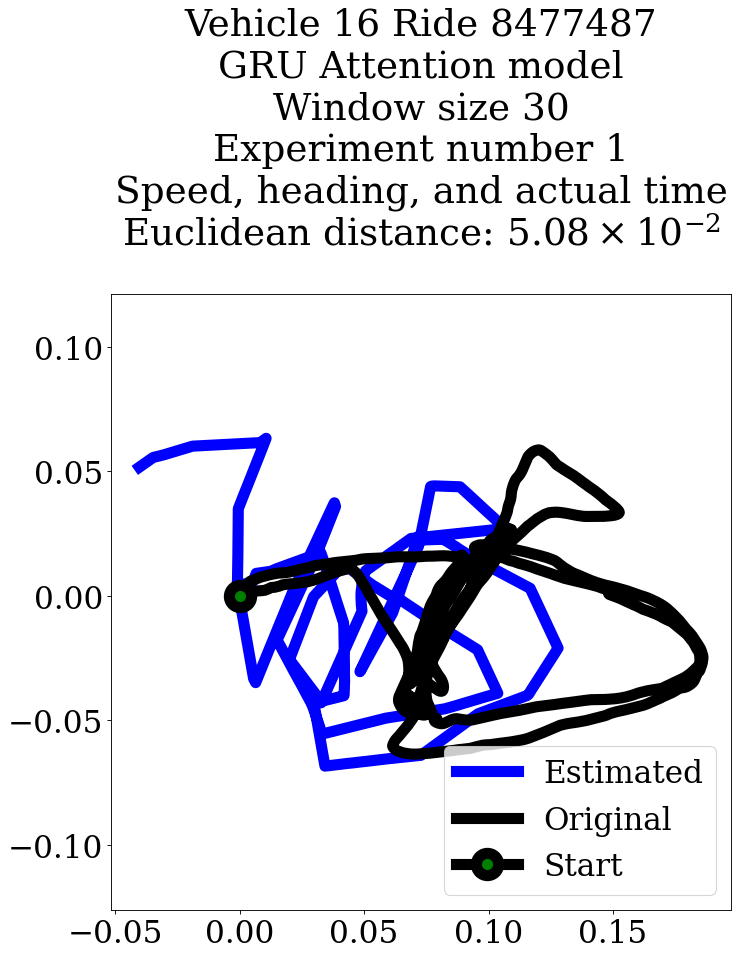 Vehicle 16 Ride 8477487
GRU Attention model
Window size 30
Experiment number 1
Speed, heading, and actual time
Euclidean distance: 5.08 × 10⁻²
0.10
0.05
0.00
−0.05
−0.10
Estimated
Original
Start
−0.05 0.00 0.05 0.10 0.15